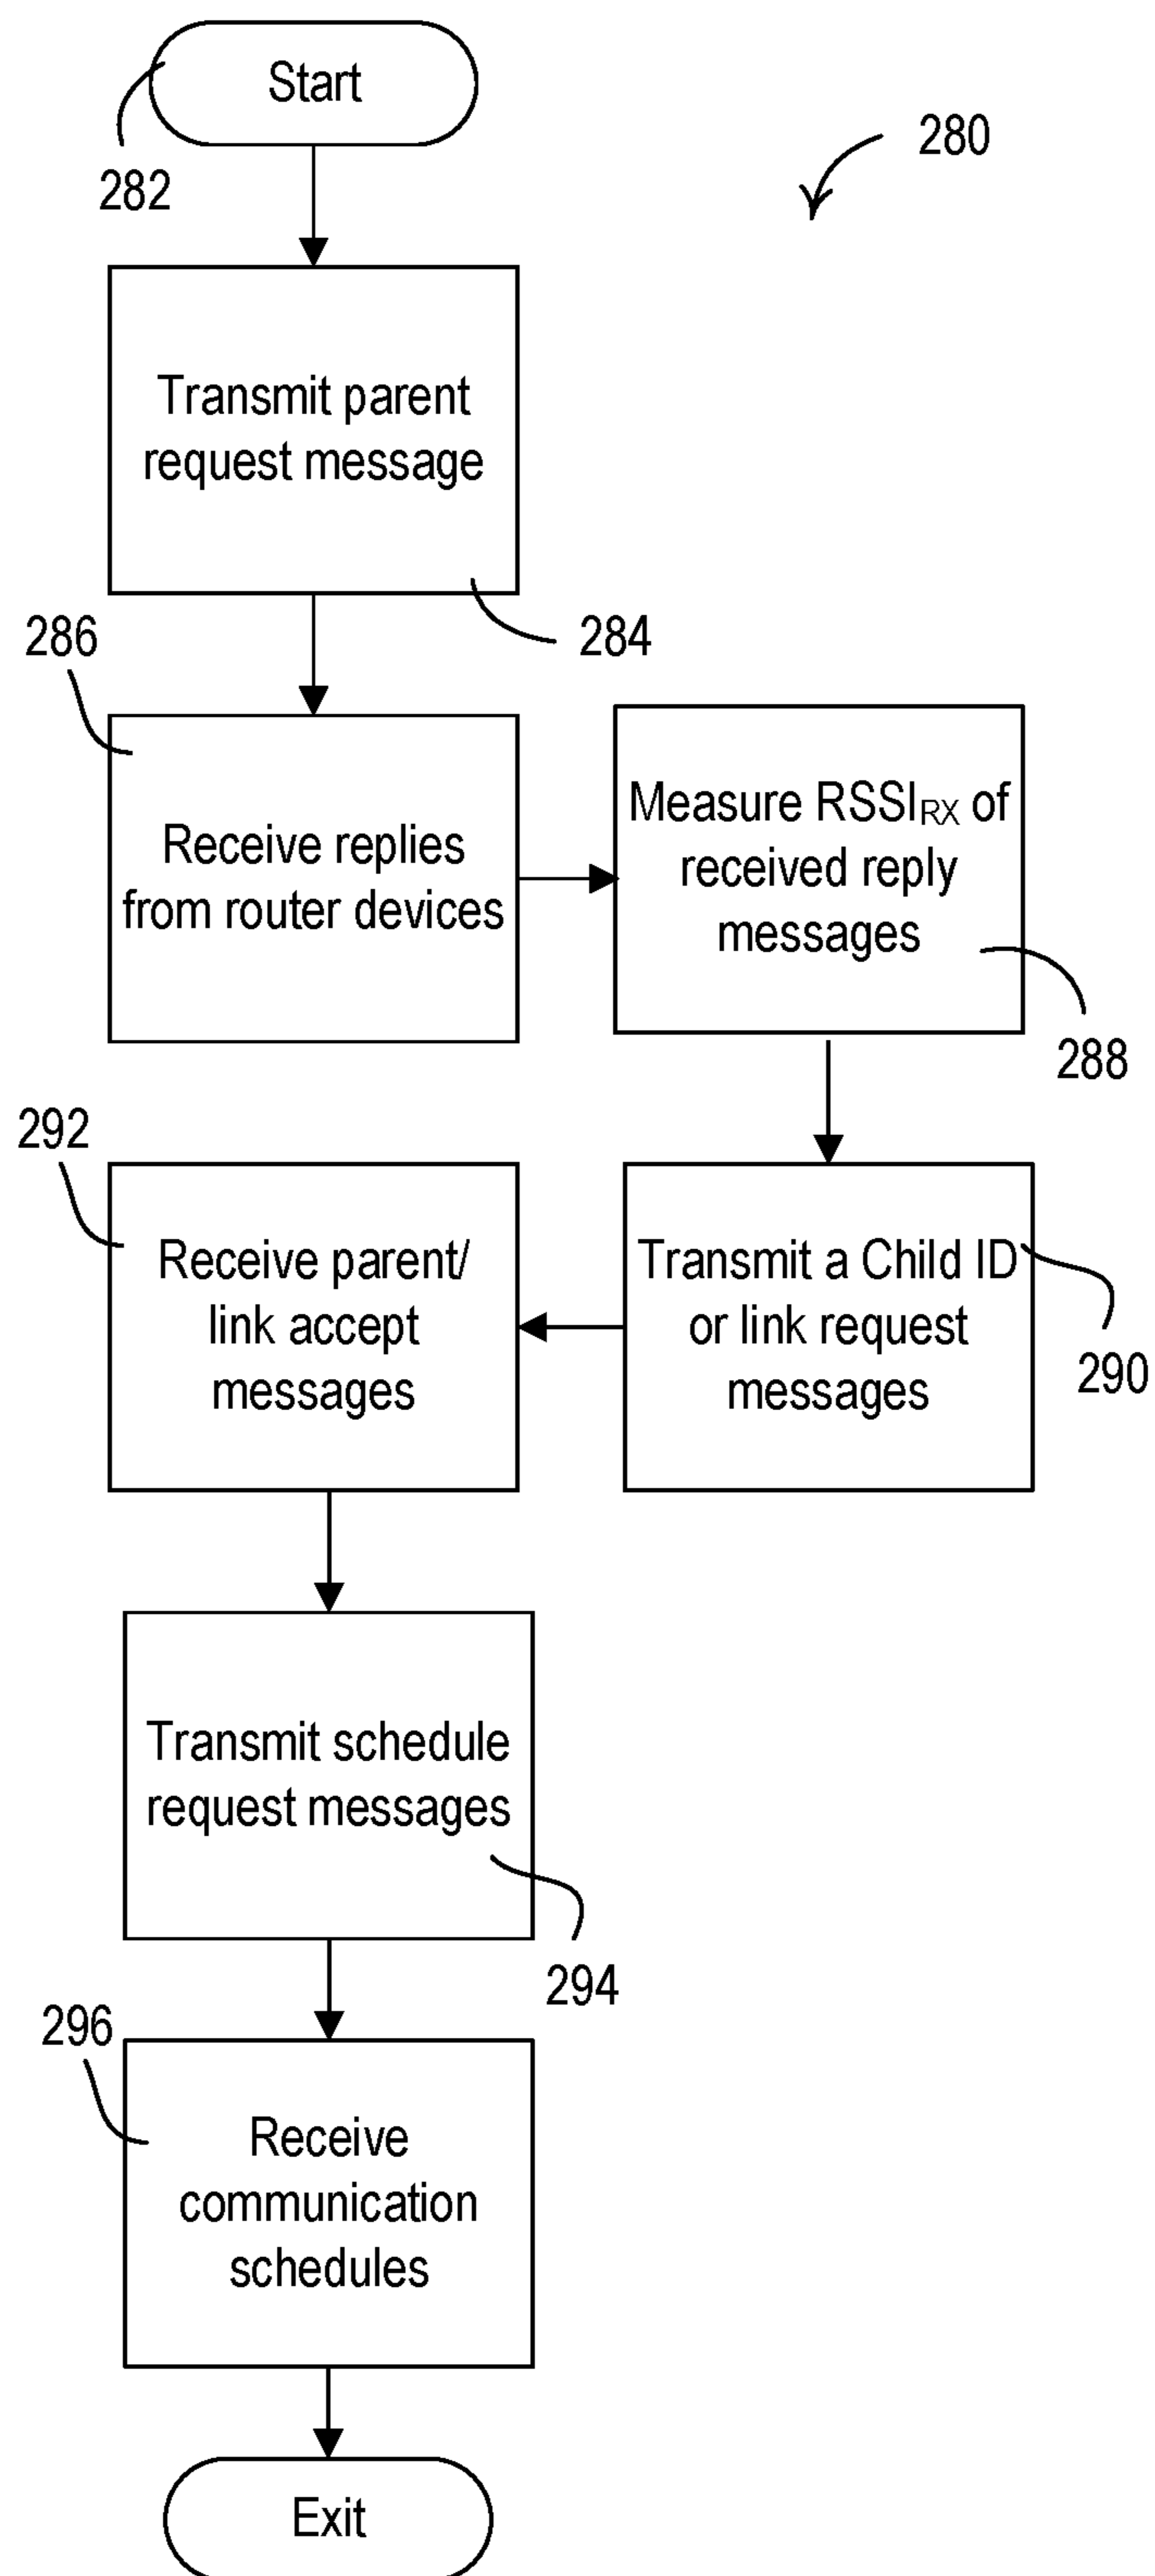 Start
280
282
Transmit parent
request message
284
286
Receive replies
from router devices
Measure RSSIRX of
received reply
messages
288
292
Receive parent/
link accept
messages
Transmit a Child ID
or link request
messages
290
Transmit schedule
request messages
294
296
Receive
communication
schedules
Exit